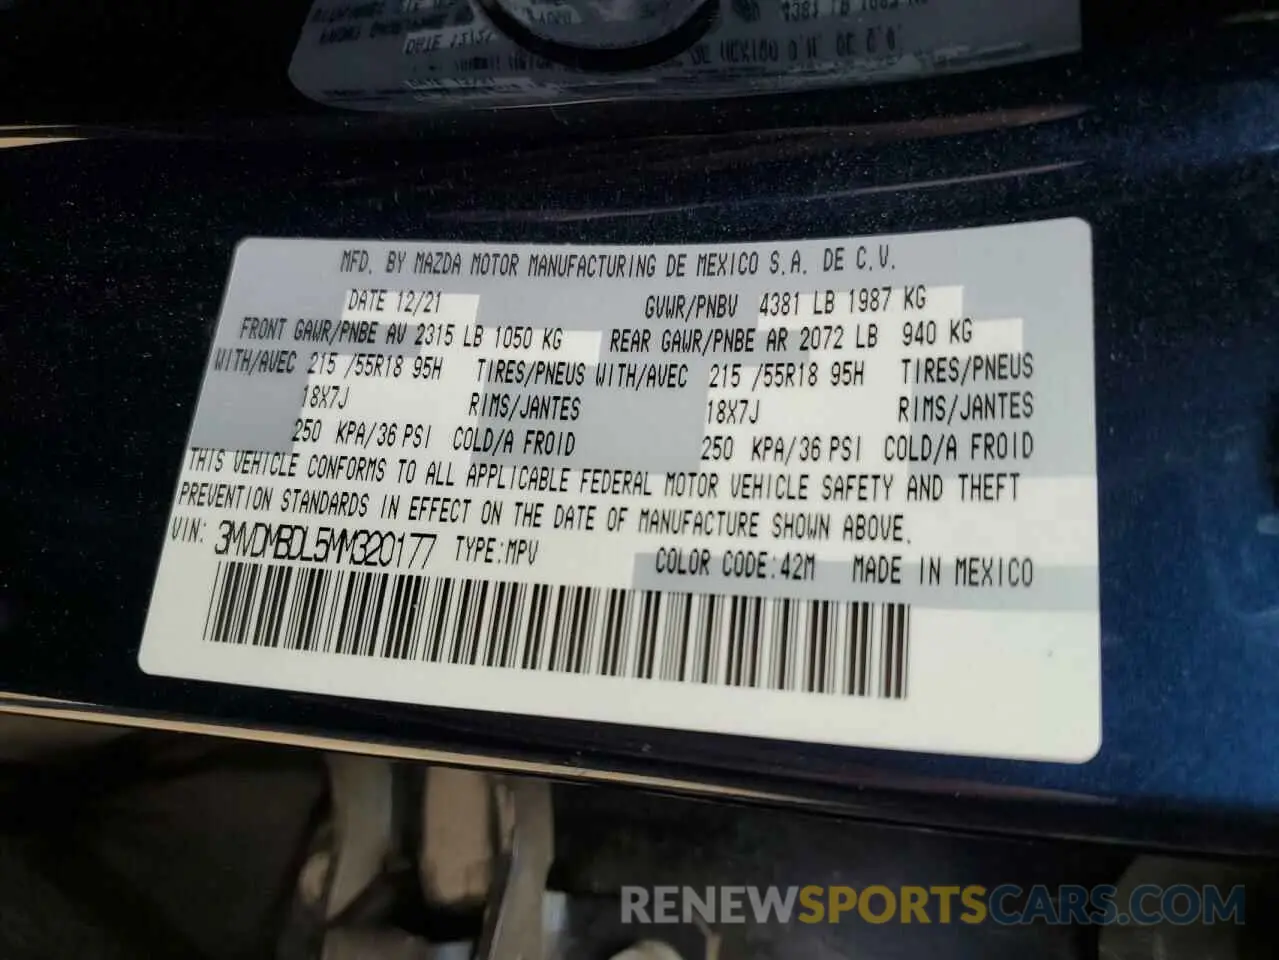 MFD. BY MAZDA MOTOR MANUFACTURING DE MEXICO S.A. DE C.V.
DATE 12/21 GVWR/PNBV 4381 LB 1987 KG
FRONT GAWR/PNBE AV 2315 LB 1050 KG REAR GAWR/PNBE AR 2072 LB 940 KG
WITH/AVEC 215 /55R18 95H TIRES/PNEUS WITH/AVEC 215 /55R18 95H TIRES/PNEUS
18X7J RIMS/JANTES 18X7J RIMS/JANTES
250 KPA/36 PSI COLD/A FROID 250 KPA/36 PSI COLD/A FROID
THIS VEHICLE CONFORMS TO ALL APPLICABLE FEDERAL MOTOR VEHICLE SAFETY AND THEFT
PREVENTION STANDARDS IN EFFECT ON THE DATE OF MANUFACTURE SHOWN ABOVE.
VIN: 3MVDMBDL5MM320177 TYPE:MPV COLOR CODE:42M MADE IN MEXICO
RENEWSPORTSCARS.COM